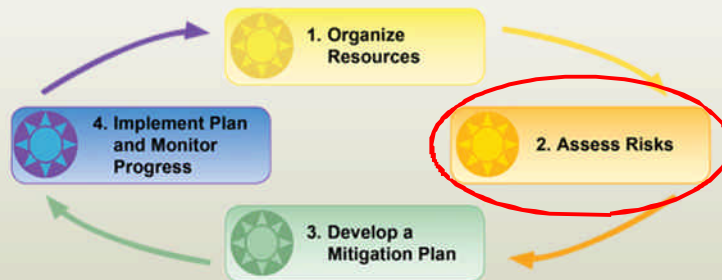 1. Organize
Resources
2. Assess Risks
3. Develop a
Mitigation Plan
4. Implement Plan
and Monitor
Progress